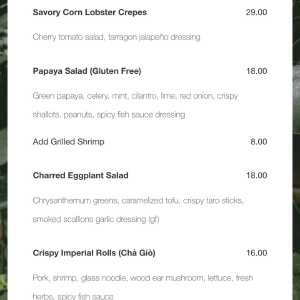 Savory Corn Lobster Crepes 29.00
Cherry tomato salad, tarragon jalapeño dressing
Papaya Salad (Gluten Free) 18.00
Green papaya, celery, mint, cilantro, lime, red onion, crispy
shallots, peanuts, spicy fish sauce dressing
Add Grilled Shrimp 8.00
Charred Eggplant Salad 18.00
Chrysanthemum greens, caramelized tofu, crispy taro sticks,
smoked scallions garlic dressing (gf)
Crispy Imperial Rolls (Chả Giò) 16.00
Pork, shrimp, glass noodle, wood ear mushroom, lettuce, fresh
herbs, spicy fish sauce